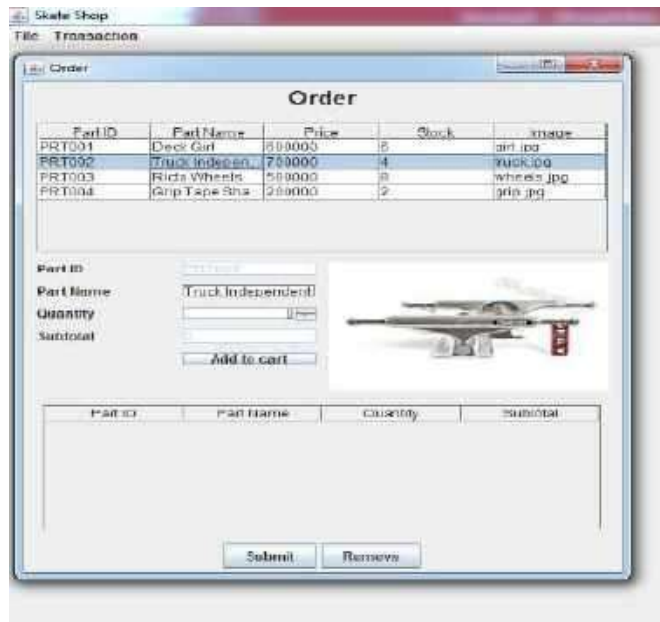 Skate Shop
File Transaction
Order
Order
Part ID Part Name Price Stock Image
PRT001 Deck Girl 600000 6 girl.jpg
PRT002 Truck Indepen... 700000 4 truck.jpg
PRT003 Ricta Wheels 500000 8 wheels.jpg
PRT004 Grip Tape Sha 200000 2 grip.jpg
Part ID
Part Name Truck Independent
Quantity
Subtotal
Add to cart
Part ID Part Name Quantity Subtotal
Submit Remove